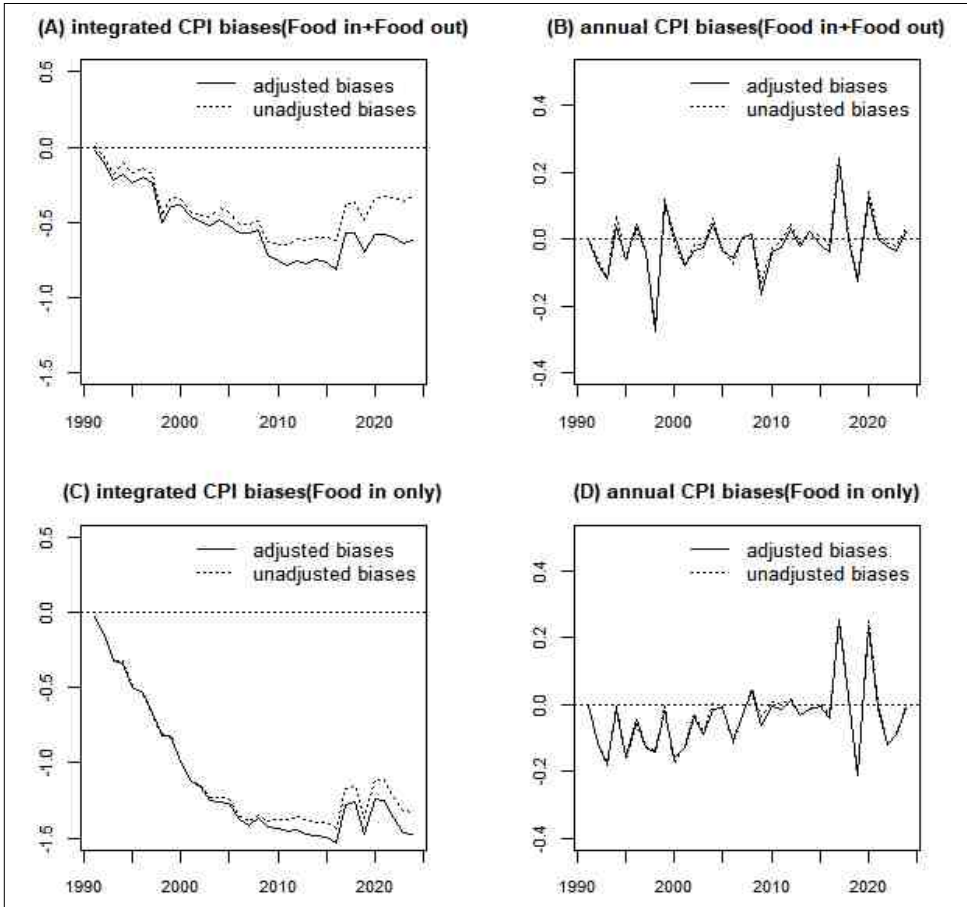 (A) integrated CPI biases(Food in+Food out)
adjusted biases
unadjusted biases
0.5
0.0
-0.5
-1.0
-1.5
1990 2000 2010 2020
(B) annual CPI biases(Food in+Food out)
adjusted biases
unadjusted biases
0.4
0.2
0.0
-0.2
-0.4
1990 2000 2010 2020
(C) integrated CPI biases(Food in only)
adjusted biases
unadjusted biases
0.5
0.0
-0.5
-1.0
-1.5
1990 2000 2010 2020
(D) annual CPI biases(Food in only)
adjusted biases
unadjusted biases
0.4
0.2
0.0
-0.2
-0.4
1990 2000 2010 2020